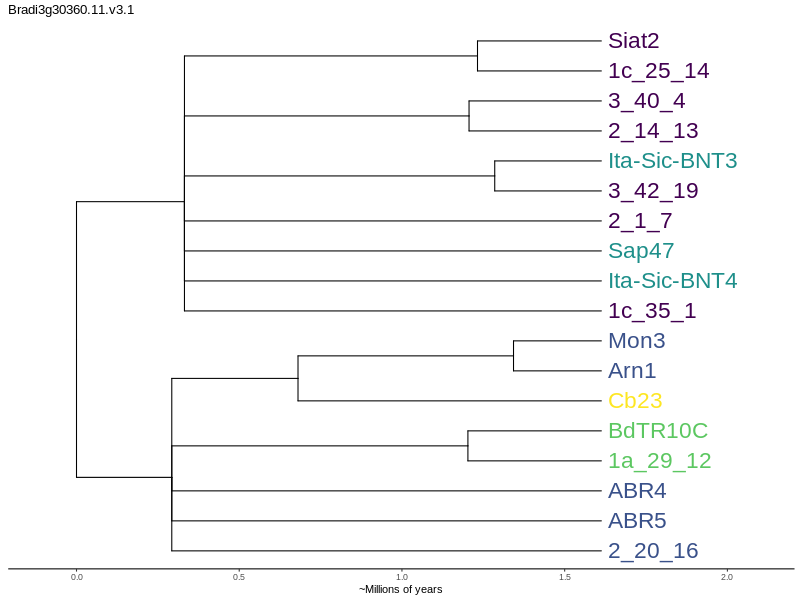 Bradi3g30360.11.v3.1
Siat2
1c_25_14
3_40_4
2_14_13
Ita-Sic-BNT3
3_42_19
2_1_7
Sap47
Ita-Sic-BNT4
1c_35_1
Mon3
Arn1
Cb23
BdTR10C
1a_29_12
ABR4
ABR5
2_20_16
0.0 0.5 1.0 1.5 2.0
~Millions of years